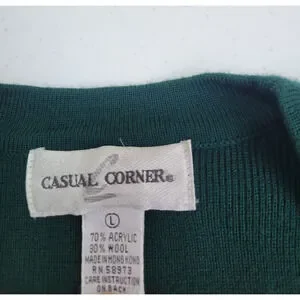 CASUAL CORNER®
L
70% ACRYLIC
30% WOOL
MADE IN HONG KONG
RN 58973
CARE INSTRUCTION
ON BACK